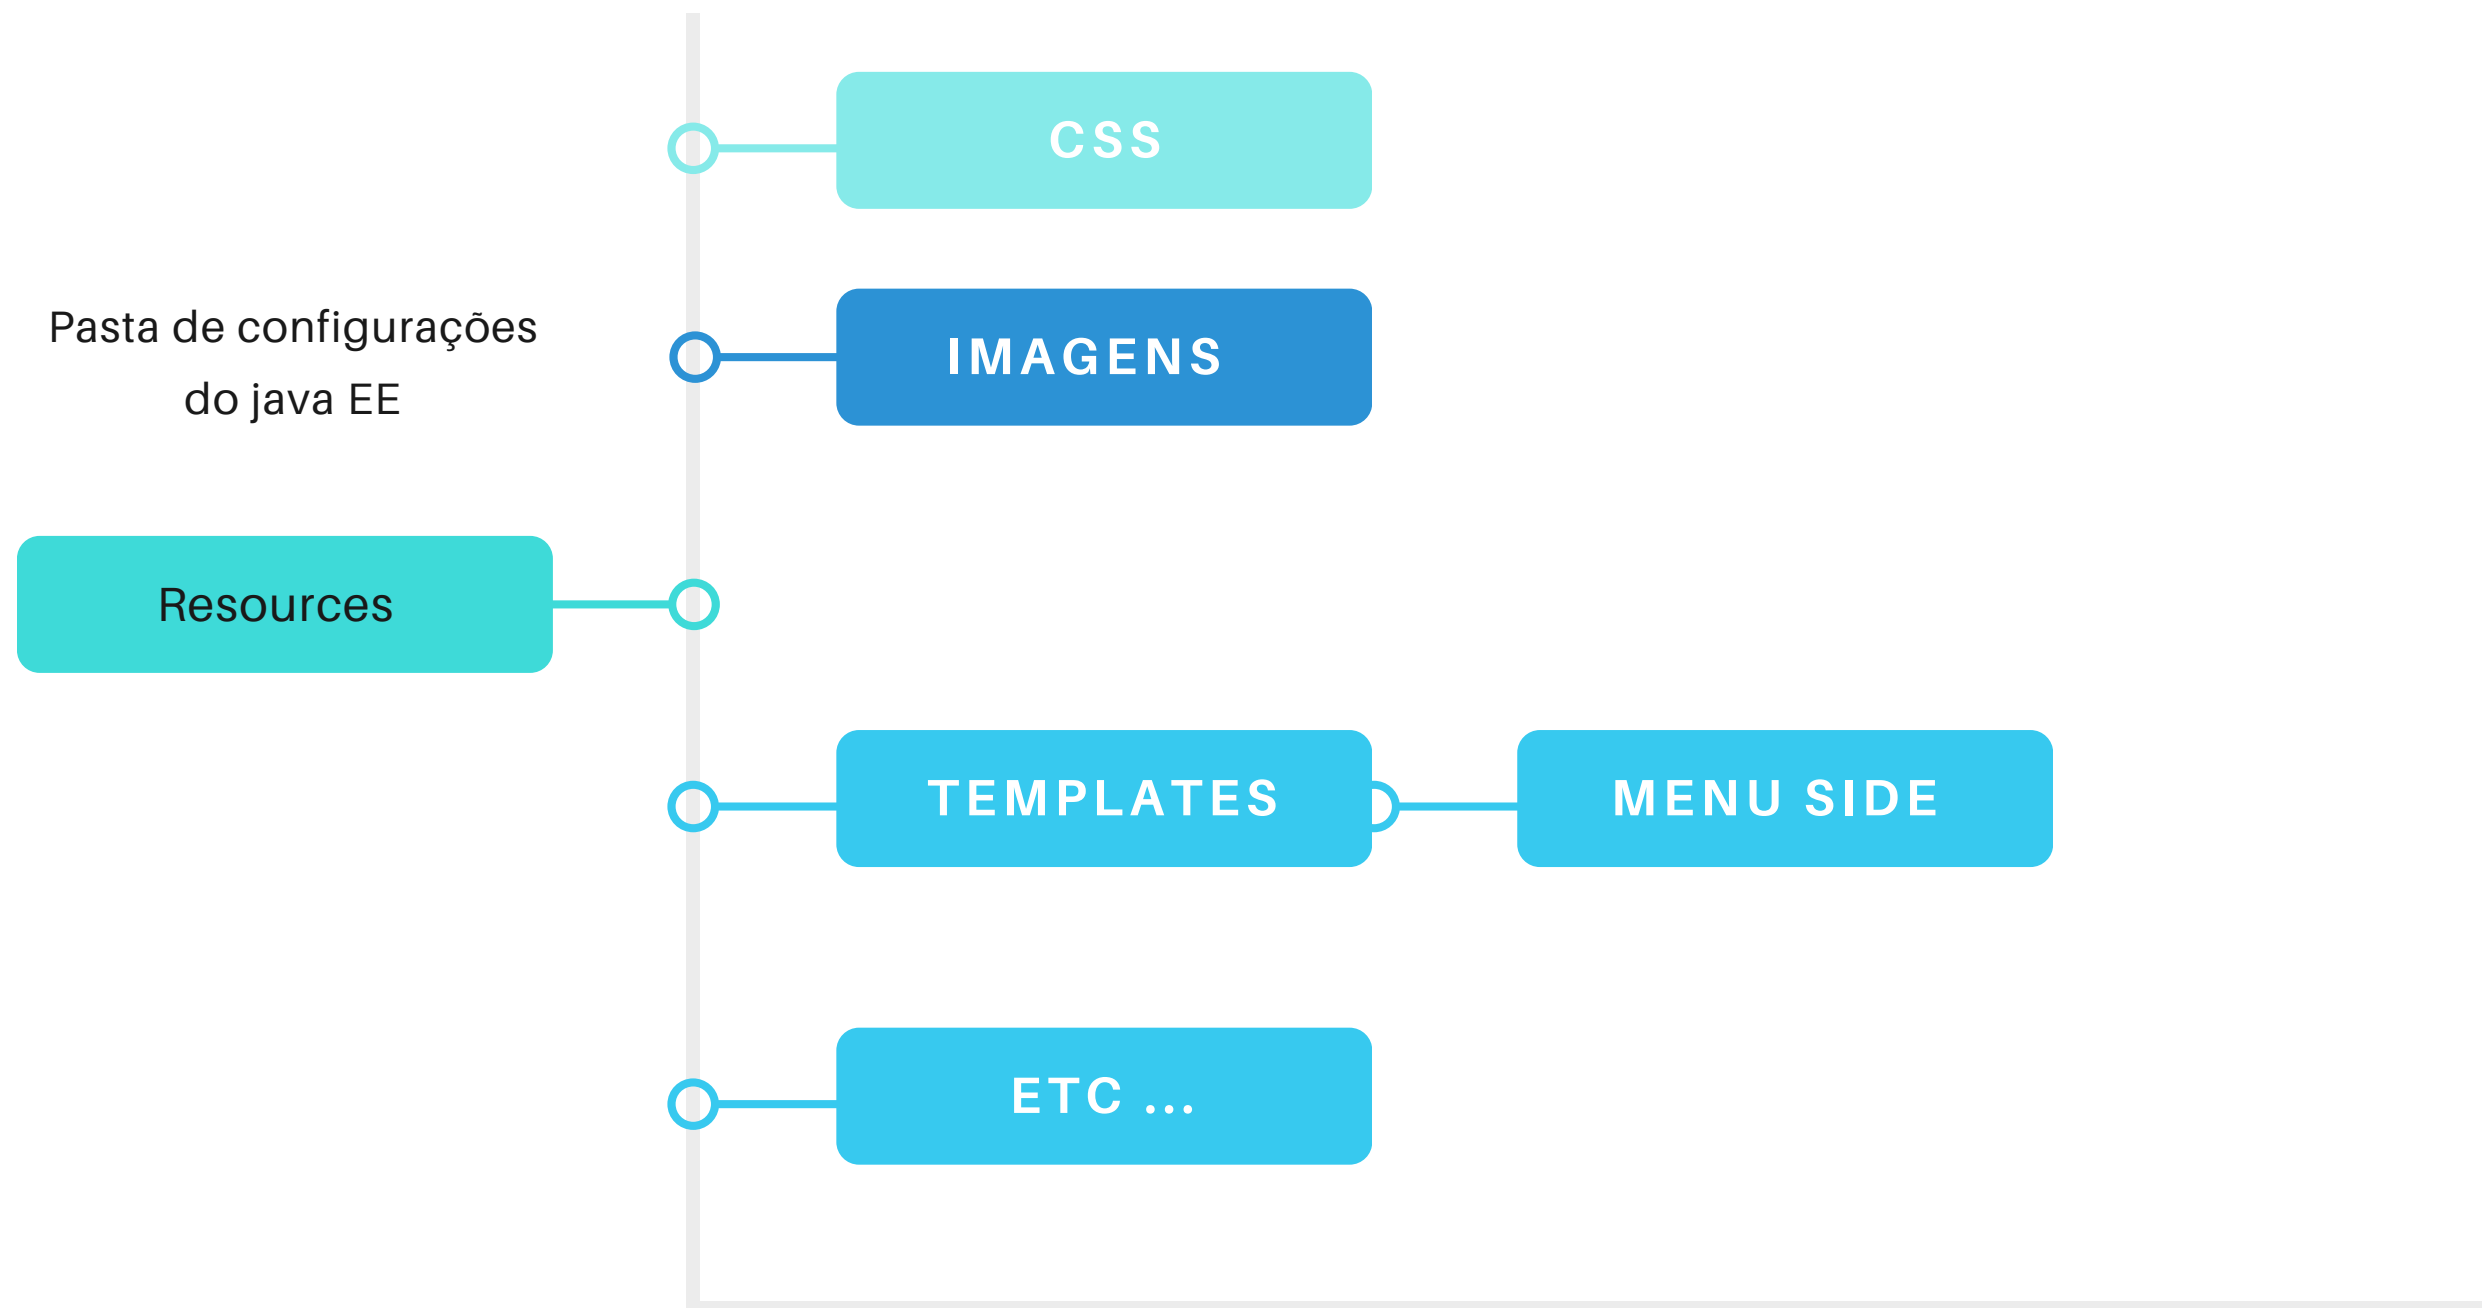 CSS
IMAGENS
Pasta de configurações
do java EE
Resources
TEMPLATES
MENU SIDE
ETC ...